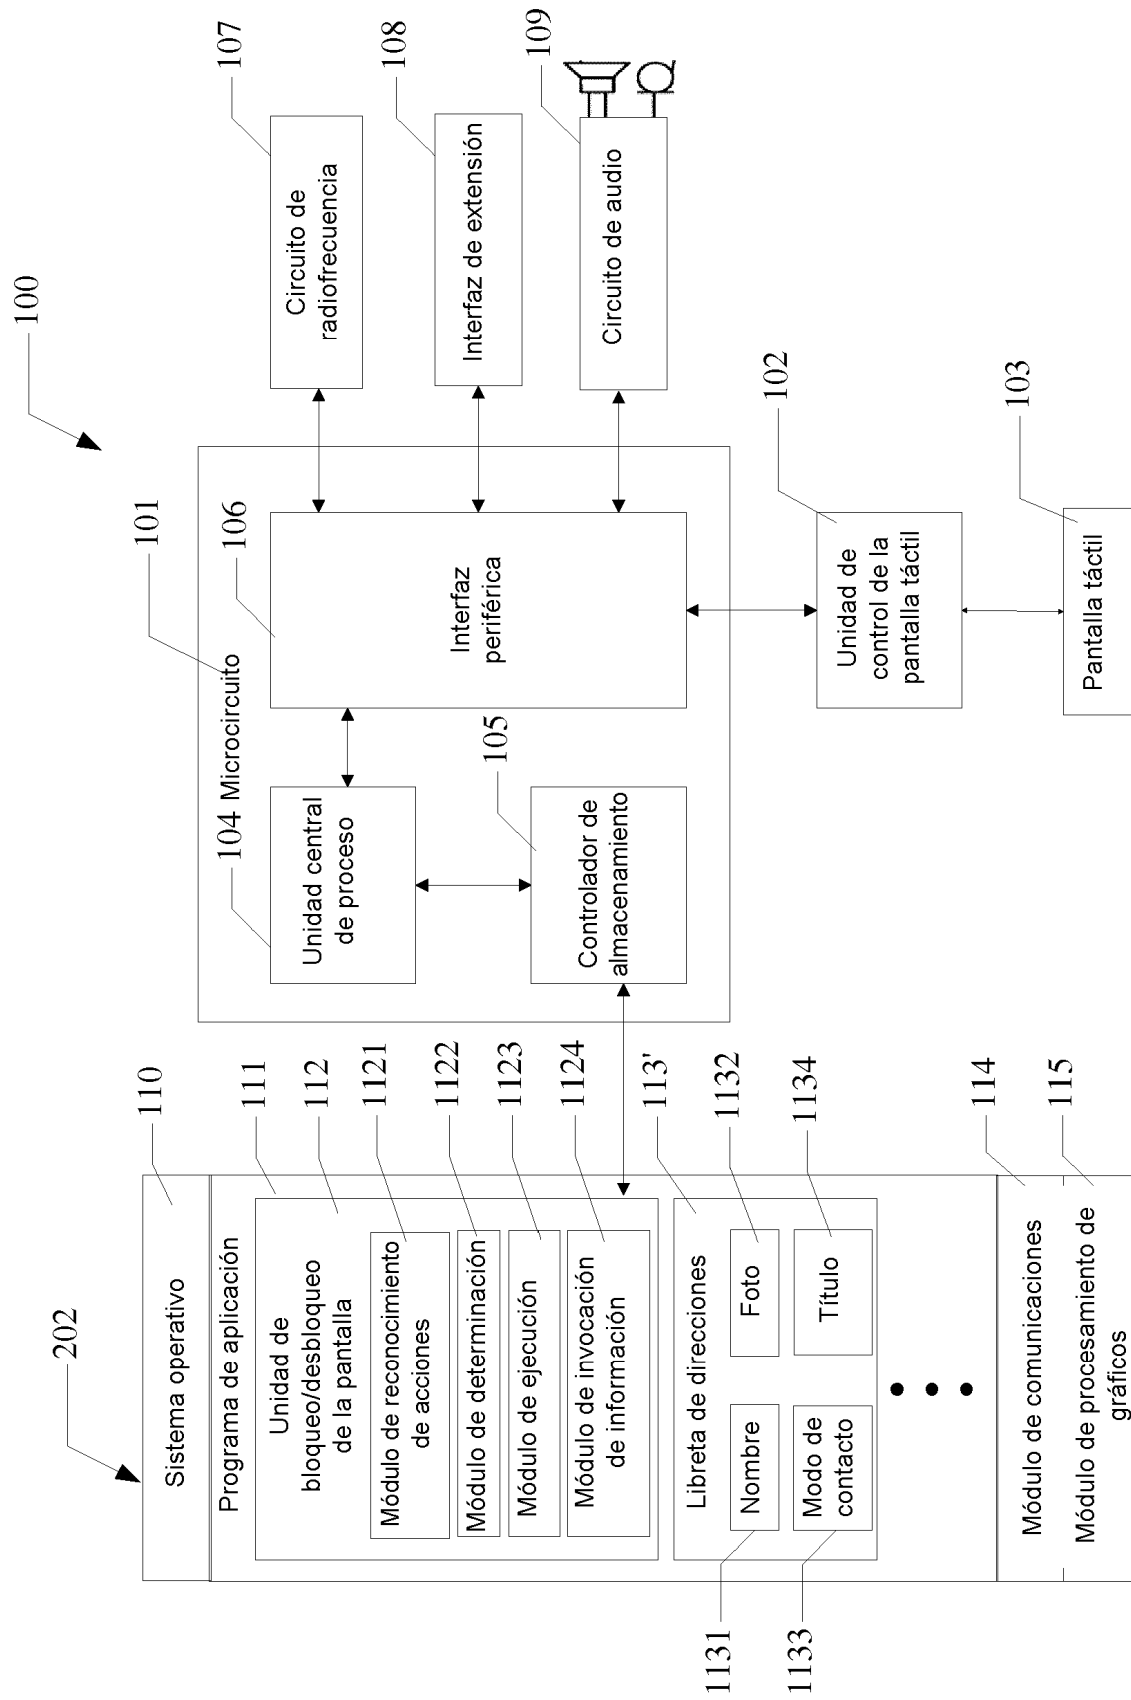 100
202
110
Sistema operativo
111
Programa de aplicación
112
Unidad de
bloqueo/desbloqueo
de la pantalla
1121
Módulo de reconocimiento
de acciones
1122
Módulo de determinación
1123
Módulo de ejecución
1124
Módulo de invocación
de información
113'
Libreta de direcciones
1131
Nombre
1132
Foto
1133
Modo de
contacto
1134
Título
114
Módulo de comunicaciones
115
Módulo de procesamiento de
gráficos
101
Microcircuito
104
Unidad central
de proceso
105
Controlador de
almacenamiento
106
Interfaz
periférica
107
Circuito de
radiofrecuencia
108
Interfaz de extensión
109
Circuito de audio
102
Unidad de
control de la
pantalla táctil
103
Pantalla táctil